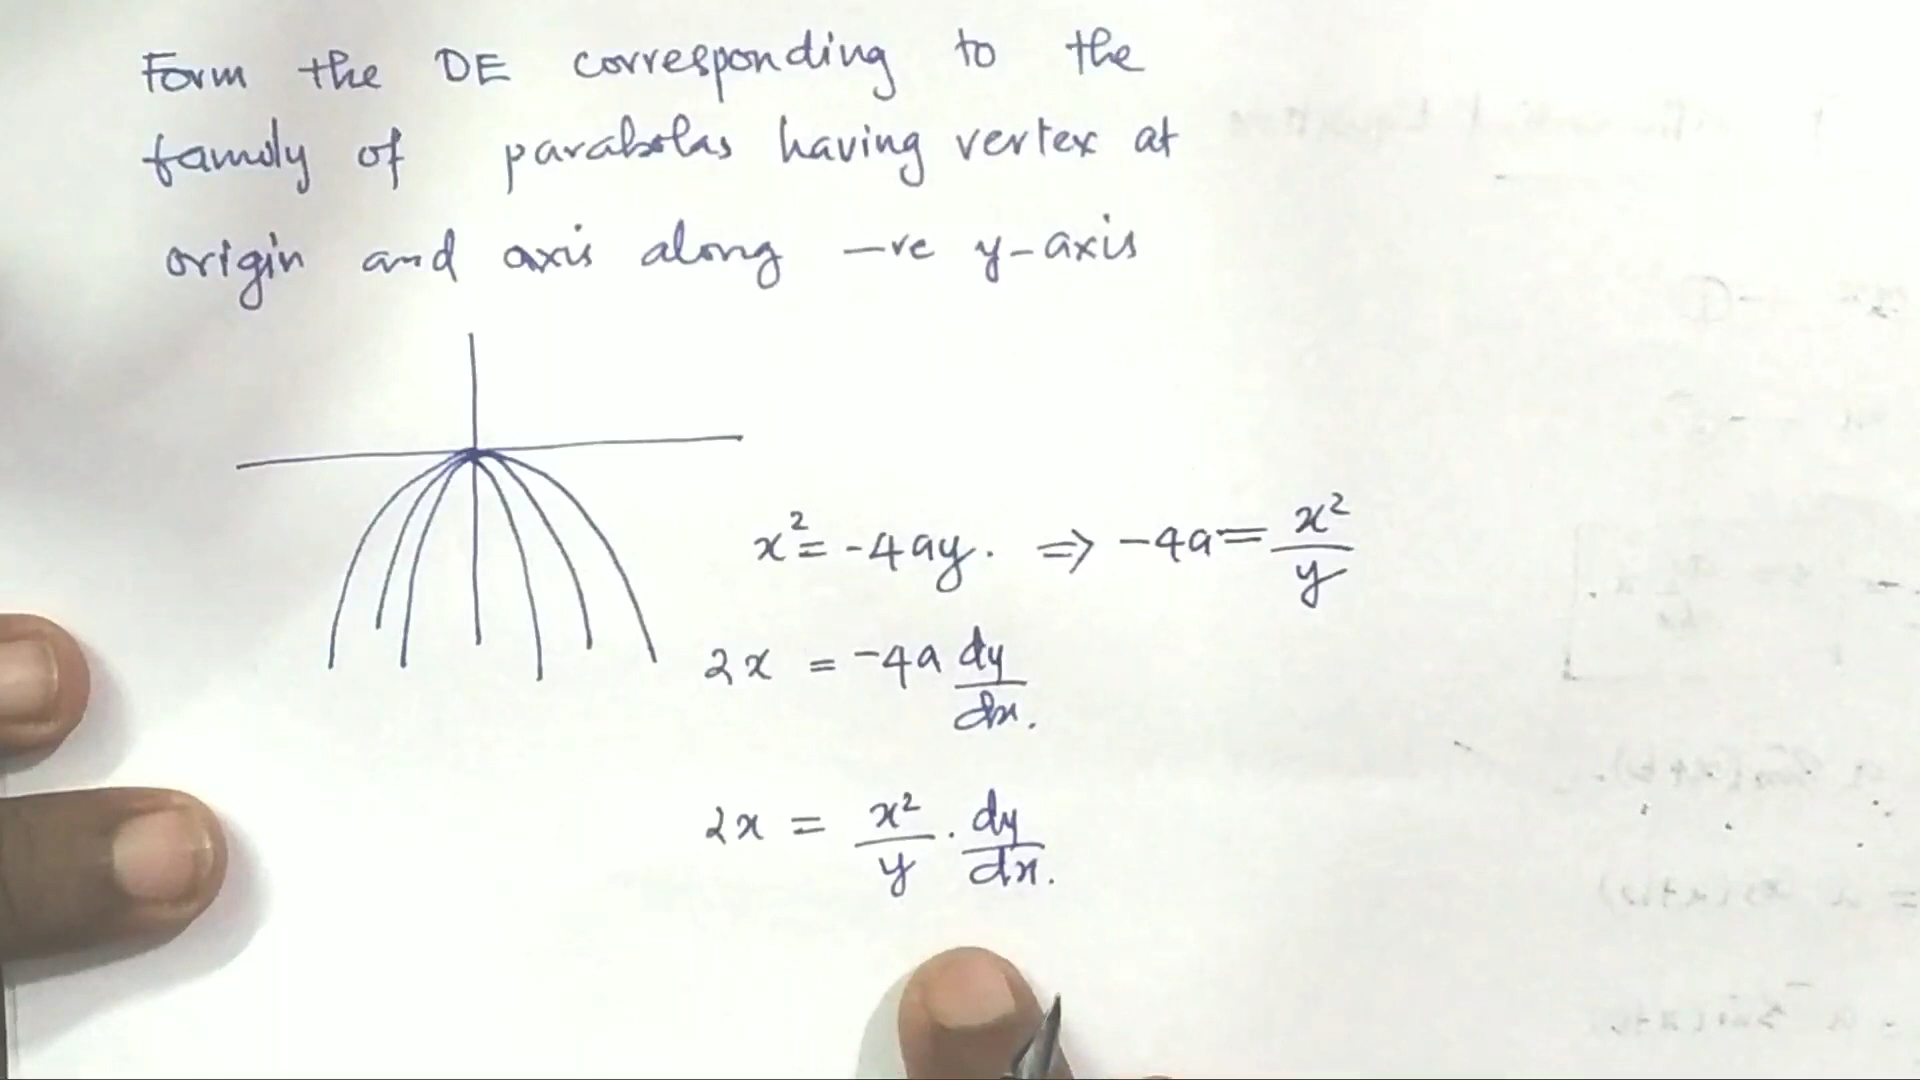 Form the DE corresponding to the
family of parabolas having vertex at
origin and axis along -ve y-axis
x² = -4ay. ⇒ -4a = x²/y
2x = -4a dy/dx.
2x = x²/y . dy/dx.